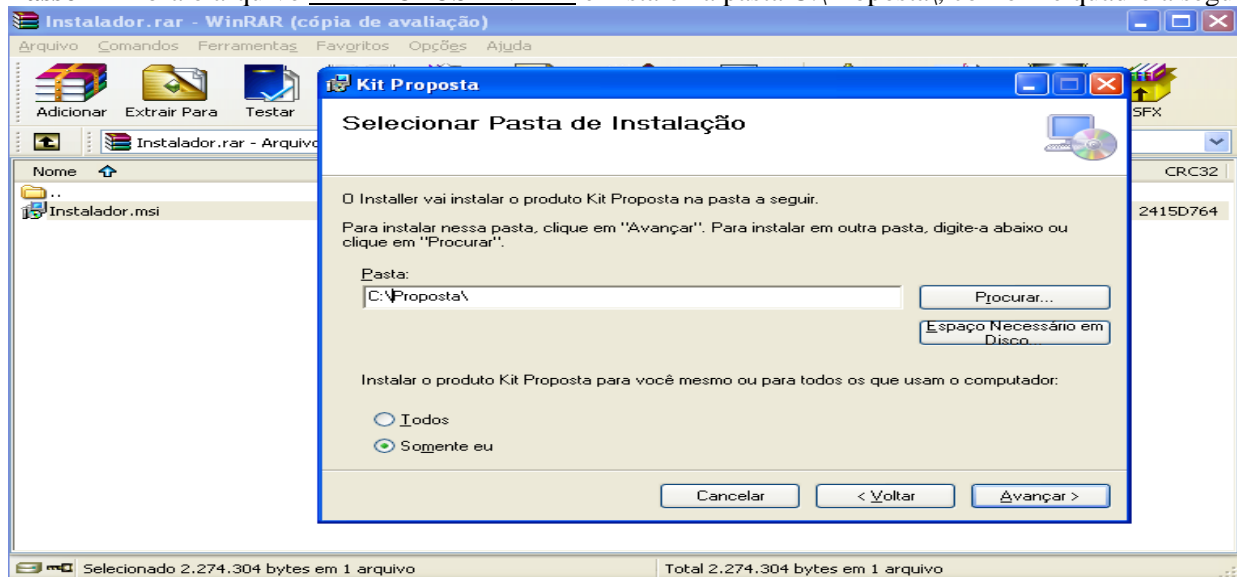 Instalador.rar - WinRAR (cópia de avaliação)
Arquivo Comandos Ferramentas Favoritos Opções Ajuda
Adicionar Extrair Para Testar SFX
Instalador.rar - Arquivo
Nome CRC32
..
Instalador.msi 2415D764
Kit Proposta
Selecionar Pasta de Instalação
O Installer vai instalar o produto Kit Proposta na pasta a seguir.
Para instalar nessa pasta, clique em "Avançar". Para instalar em outra pasta, digite-a abaixo ou
clique em "Procurar".
Pasta:
C:\Proposta\
Procurar...
Espaço Necessário em
Disco...
Instalar o produto Kit Proposta para você mesmo ou para todos os que usam o computador:
Todos
Somente eu
Cancelar < Voltar Avançar >
Selecionado 2.274.304 bytes em 1 arquivo Total 2.274.304 bytes em 1 arquivo